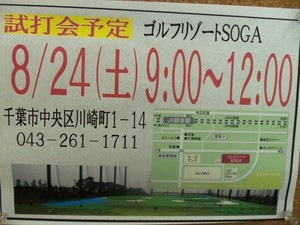 試打会予定 ゴルフリゾートSOGA
8/24(土)9:00〜12:00
千葉市中央区川崎町1-14
043-261-1711
SOGA